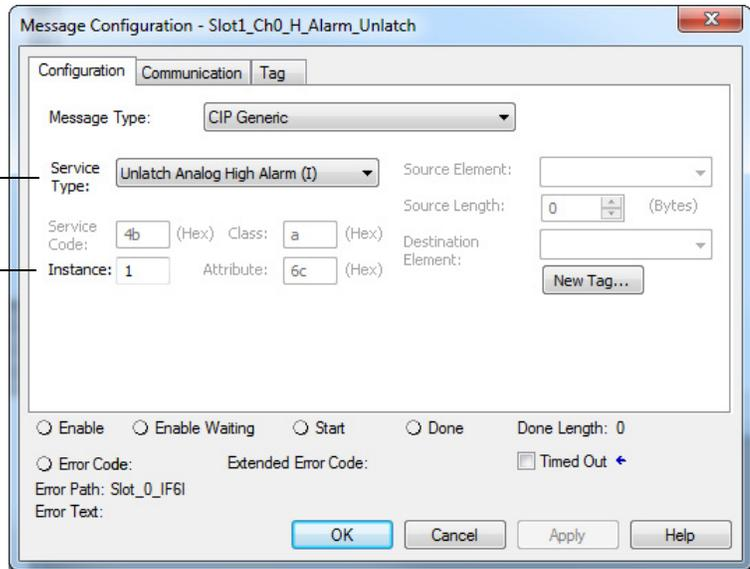 Message Configuration - Slot1_Ch0_H_Alarm_Unlatch
Configuration Communication Tag
Message Type: CIP Generic
Service Type: Unlatch Analog High Alarm (I)
Source Element:
Source Length: 0 (Bytes)
Service Code: 4b (Hex) Class: a (Hex)
Destination Element:
Instance: 1 Attribute: 6c (Hex)
New Tag...
Enable Enable Waiting Start Done Done Length: 0
Error Code: Extended Error Code: Timed Out
Error Path: Slot_0_IF6I
Error Text:
OK Cancel Apply Help